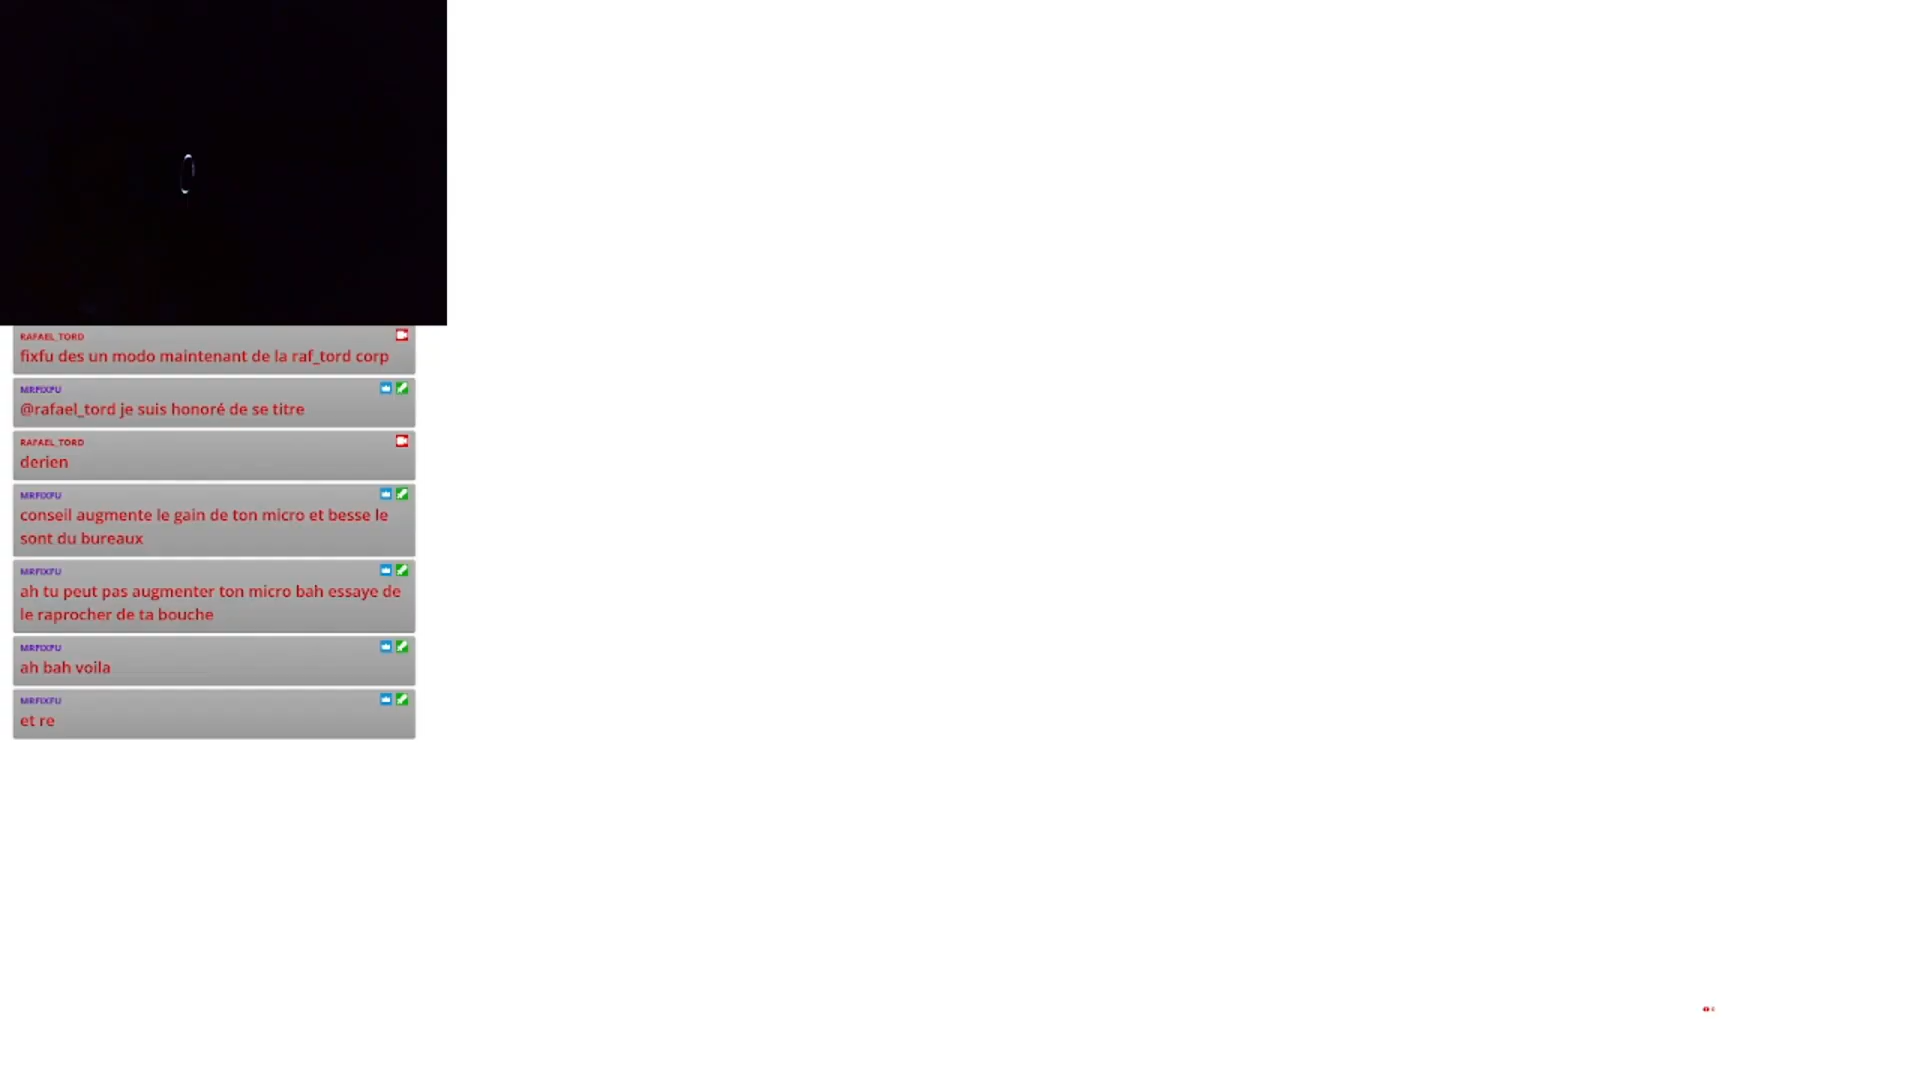 RAFAEL_TORD
fixfu des un modo maintenant de la raf_tord corp
MRFIXFU
@rafael_tord je suis honoré de se titre
RAFAEL_TORD
derien
MRFIXFU
conseil augmente le gain de ton micro et besse le
sont du bureaux
MRFIXFU
ah tu peut pas augmenter ton micro bah essaye de
le raprocher de ta bouche
MRFIXFU
ah bah voila
MRFIXFU
et re